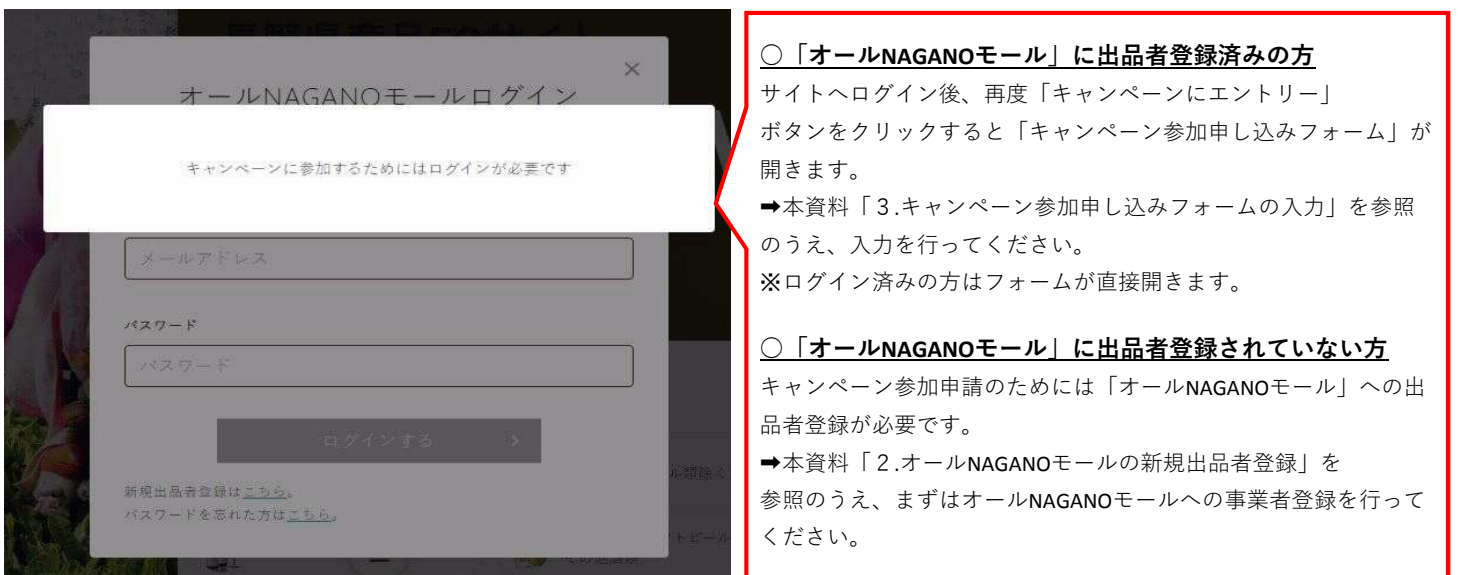 オールNAGANOモールログイン
×
キャンペーンに参加するためにはログインが必要です
メールアドレス
パスワード
パスワード
ログインする >
新規出品者登録はこちら。
パスワードを忘れた方はこちら。
○「オールNAGANOモール」に出品者登録済みの方
サイトへログイン後、再度「キャンペーンにエントリー」
ボタンをクリックすると「キャンペーン参加申し込みフォーム」が
開きます。
➡本資料「３.キャンペーン参加申し込みフォームの入力」を参照
のうえ、入力を行ってください。
※ログイン済みの方はフォームが直接開きます。
○「オールNAGANOモール」に出品者登録されていない方
キャンペーン参加申請のためには「オールNAGANOモール」への出
品者登録が必要です。
➡本資料「２.オールNAGANOモールの新規出品者登録」を
参照のうえ、まずはオールNAGANOモールへの事業者登録を行って
ください。